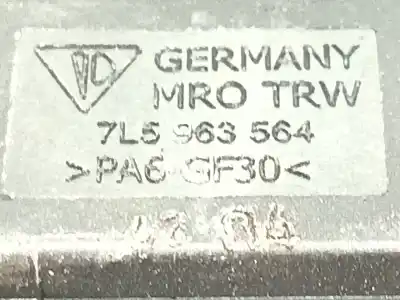 GERMANY
MRO TRW
7L5 963 564
>PA6 GF30<